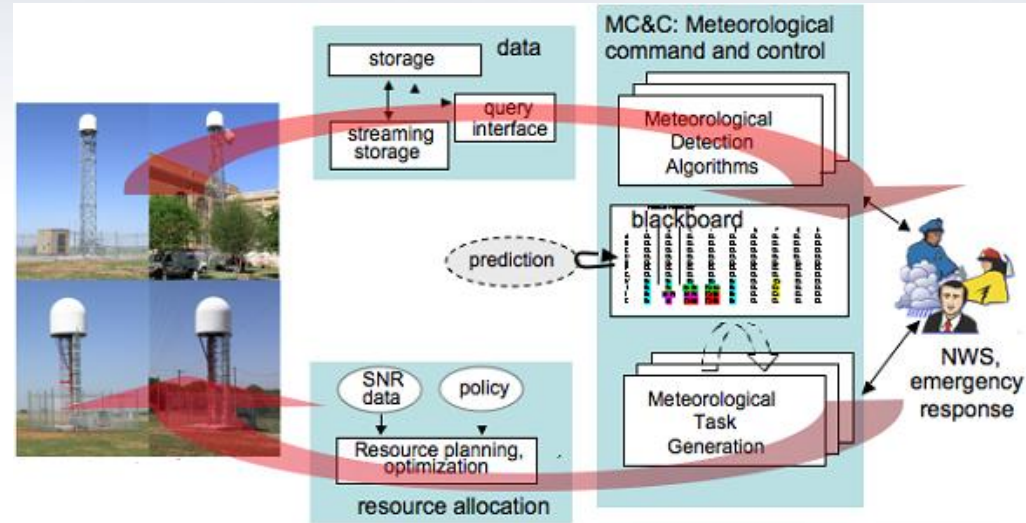 data
storage
query
interface
streaming
storage
MC&C: Meteorological
command and control
Meteorological
Detection
Algorithms
blackboard
prediction
NWS,
emergency
response
SNR
data
policy
Resource planning,
optimization
resource allocation
Meteorological
Task
Generation